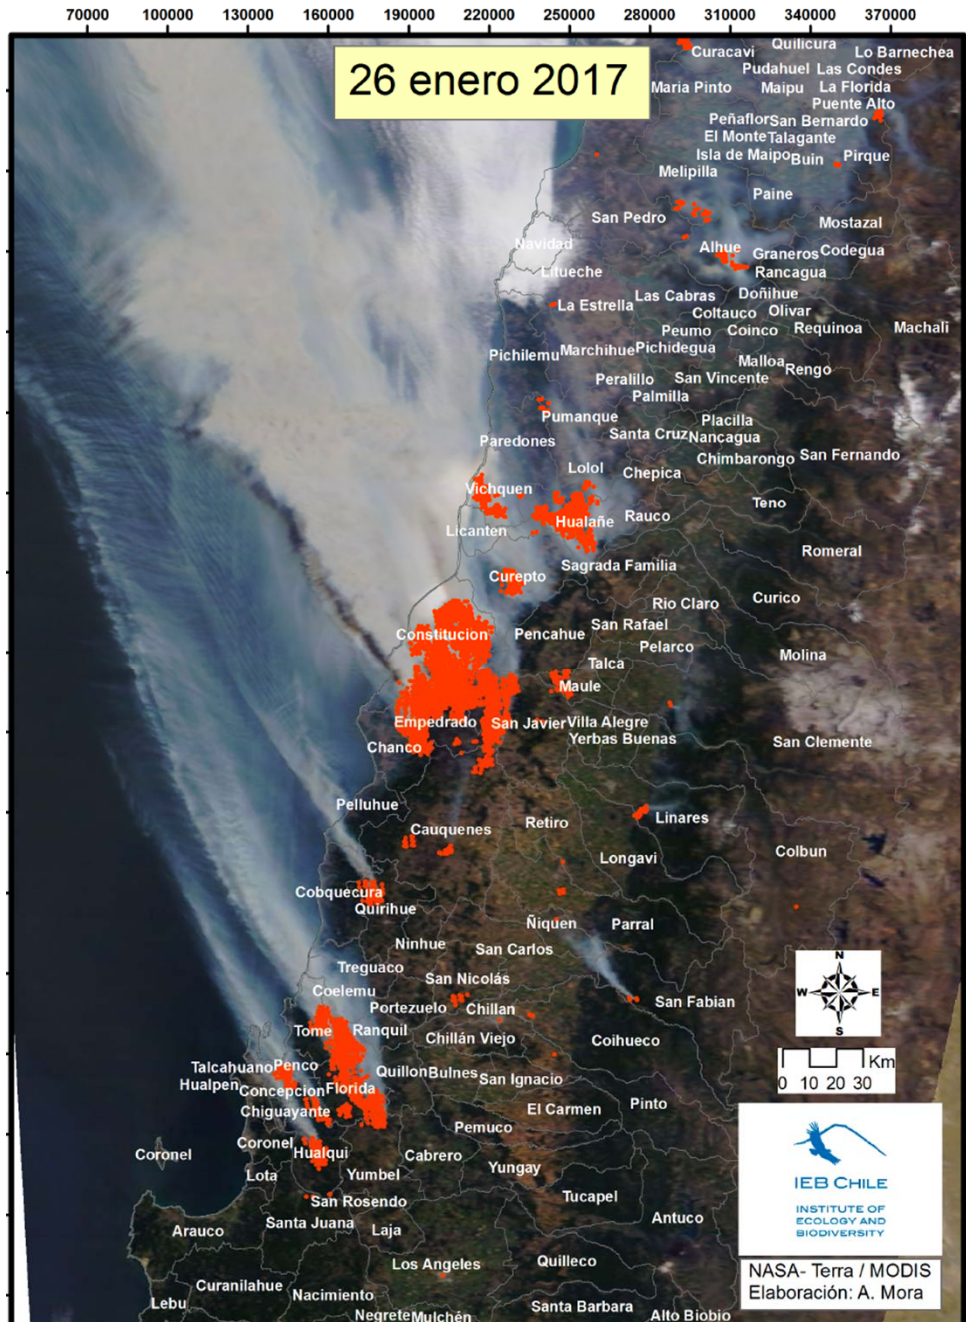 70000 100000 130000 160000 190000 220000 250000 280000 310000 340000 370000
26 enero 2017
Quilicura
Curacavi
Lo Barnechea
Pudahuel Las Condes
Maria Pinto Maipu La Florida
Puente Alto
Peñaflor San Bernardo
El Monte Talagante
Isla de Maipo Buin Pirque
Melipilla
Paine
San Pedro Mostazal
Navidad Alhue Graneros Codegua
Litueche Rancagua
La Estrella Las Cabras Doñihue
Coltauco Olivar
Peumo Coinco Requinoa Machali
Pichilemu Marchihue Pichidegua
Malloa Rengo
Peralillo San Vincente
Palmilla
Pumanque Placilla
Paredones Santa Cruz Nancagua
Chimbarongo San Fernando
Lolol Chepica
Vichquen Teno
Licanten Hualañe Rauco
Romeral
Curepto Sagrada Familia
Rio Claro Curico
Constitucion Pencahue San Rafael
Pelarco Molina
Talca
Maule
Empedrado San Javier Villa Alegre
Chanco Yerbas Buenas San Clemente
Pelluhue
Cauquenes Retiro Linares
Longavi Colbun
Cobquecura
Quirihue
Ñiquen Parral
Ninhue San Carlos
Treguaco
San Nicolás
Coelemu Portezuelo Chillan San Fabian
Tome Ranquil Chillán Viejo Coihueco
Talcahuano Penco
Hualpen Concepcion Florida Quillon Bulnes San Ignacio
Chiguayante El Carmen Pinto
Pemuco
Coronel Coronel Hualqui Cabrero
Lota Yumbel Yungay
San Rosendo Tucapel
Arauco Santa Juana Laja Antuco
Los Angeles Quilleco
Curanilahue Nacimiento
Lebu Negrete Mulchén Santa Barbara Alto Biobio
N
W E
S
Km
0 10 20 30
IEB CHILE
INSTITUTE OF
ECOLOGY AND
BIODIVERSITY
NASA- Terra / MODIS
Elaboración: A. Mora